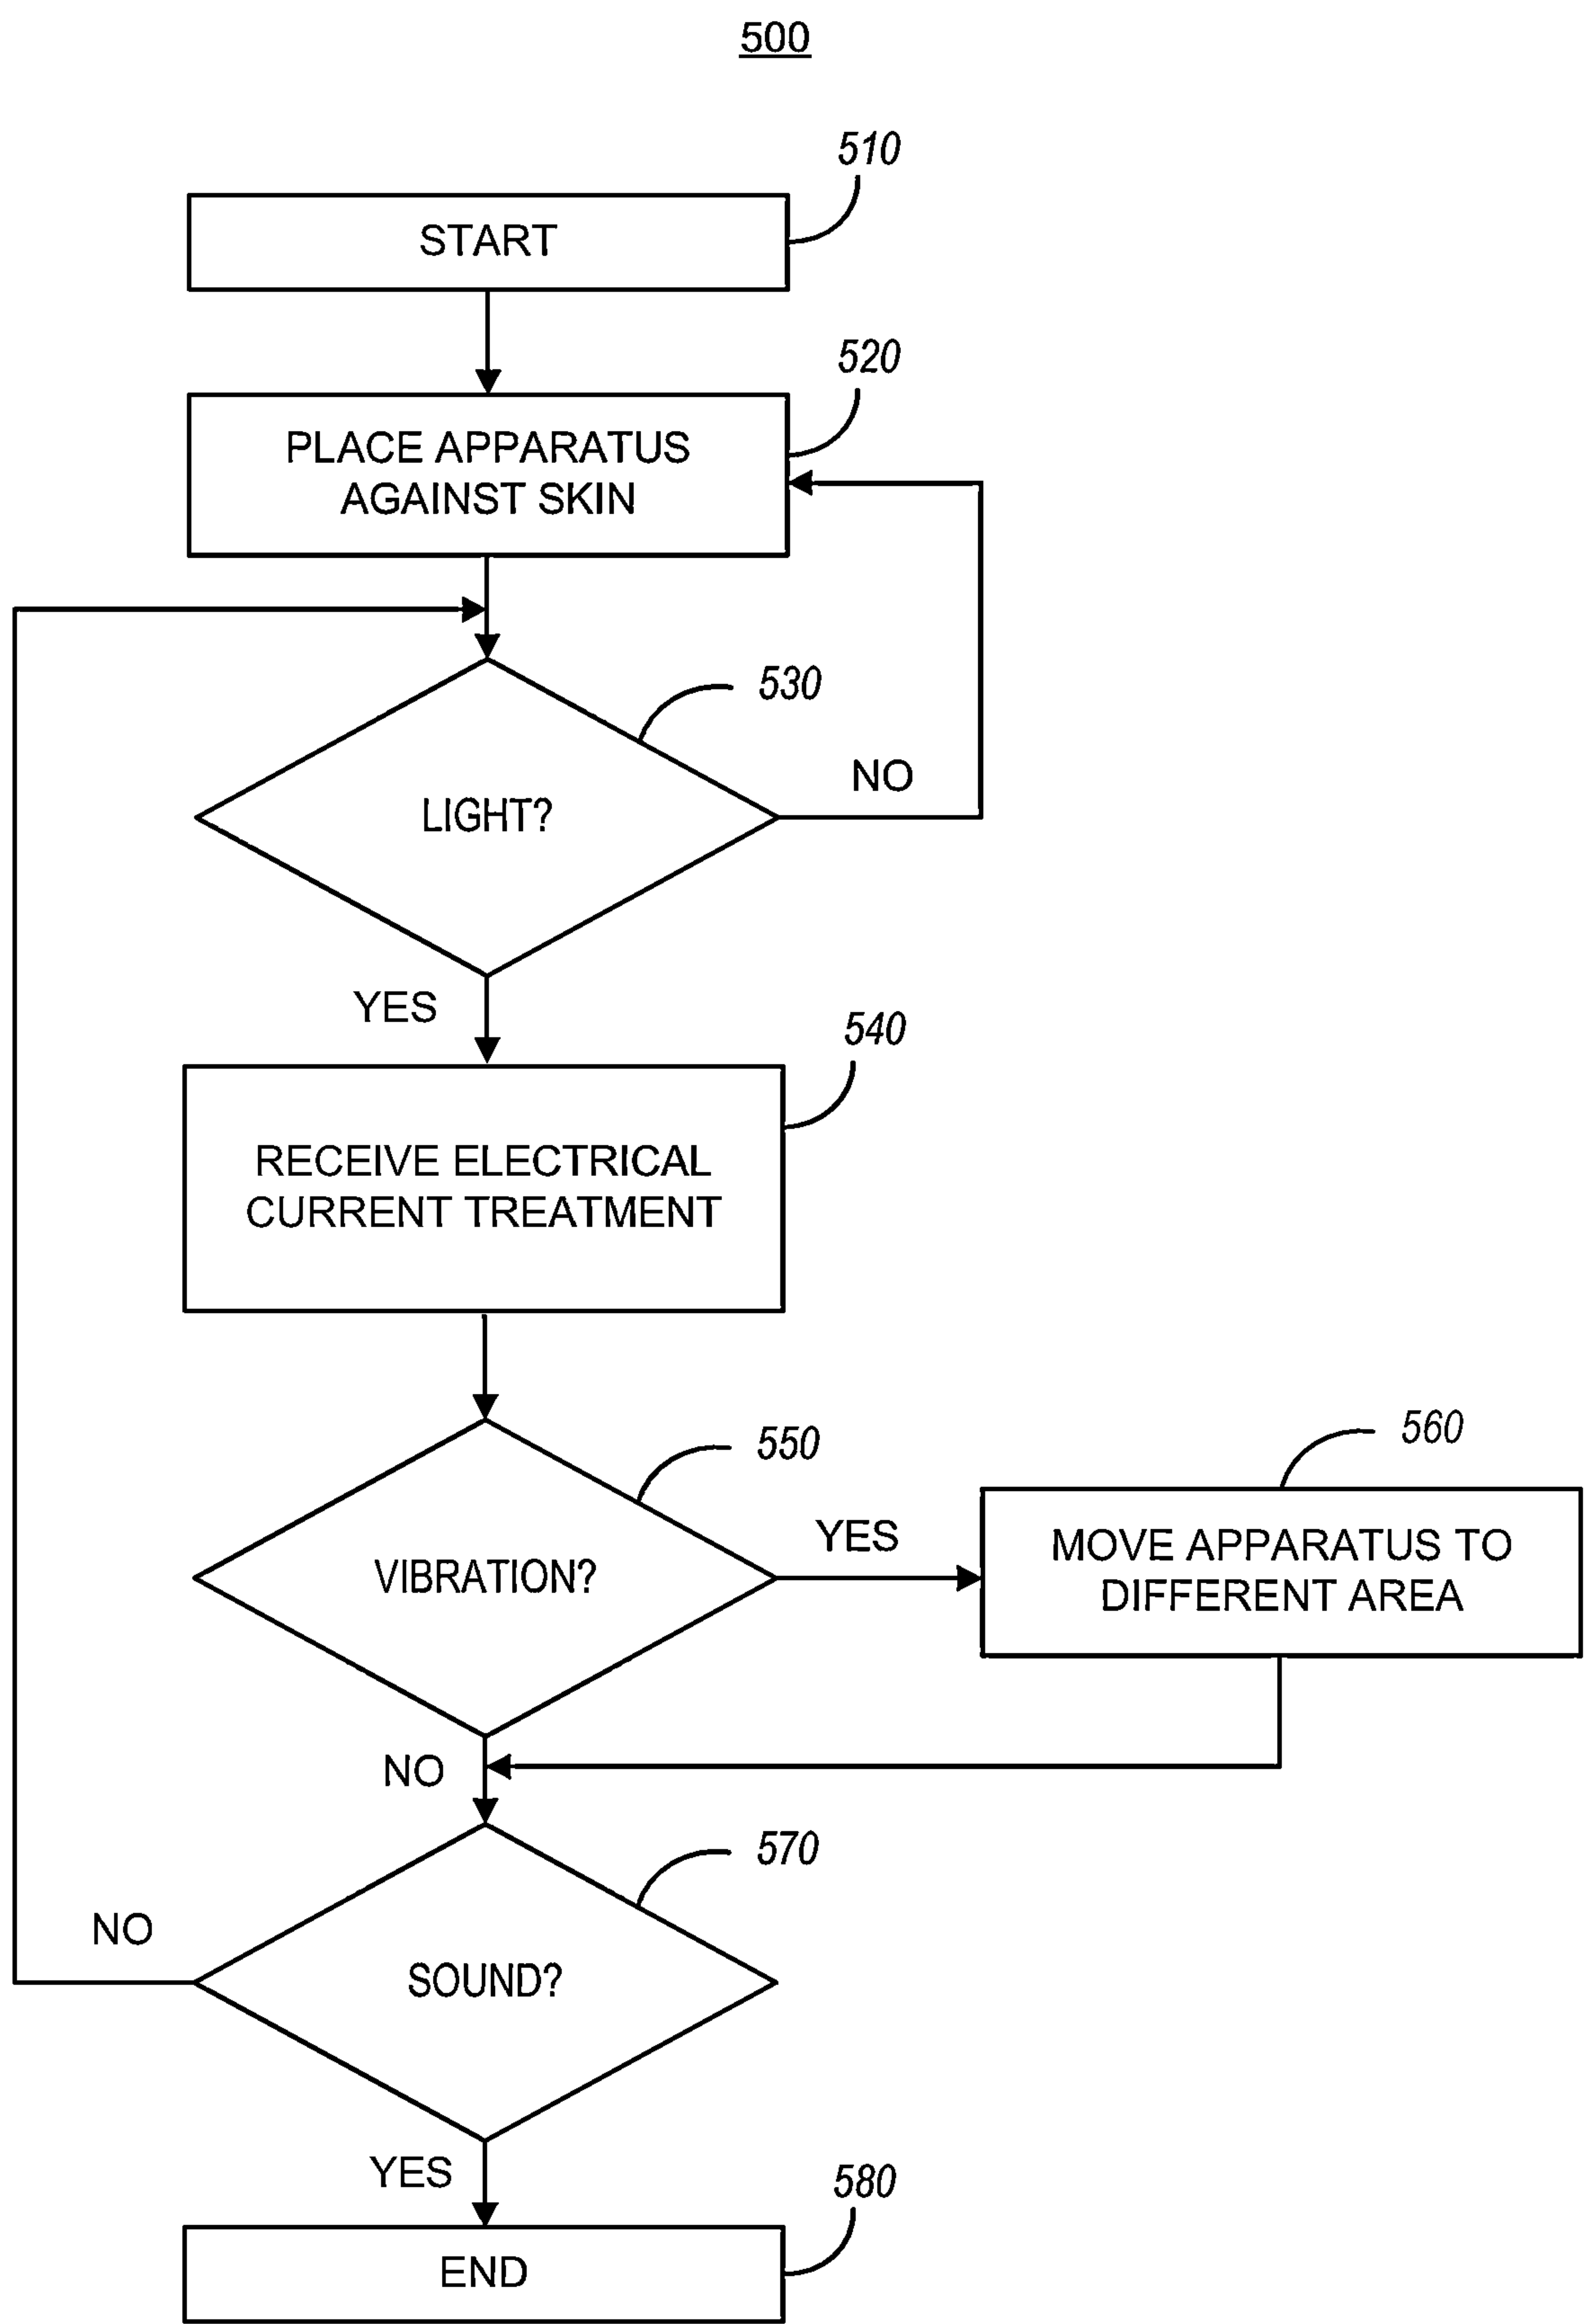 500
510
START
520
PLACE APPARATUS
AGAINST SKIN
530
LIGHT?
NO
YES
540
RECEIVE ELECTRICAL
CURRENT TREATMENT
550
VIBRATION?
YES
560
MOVE APPARATUS TO
DIFFERENT AREA
NO
570
SOUND?
NO
YES
580
END